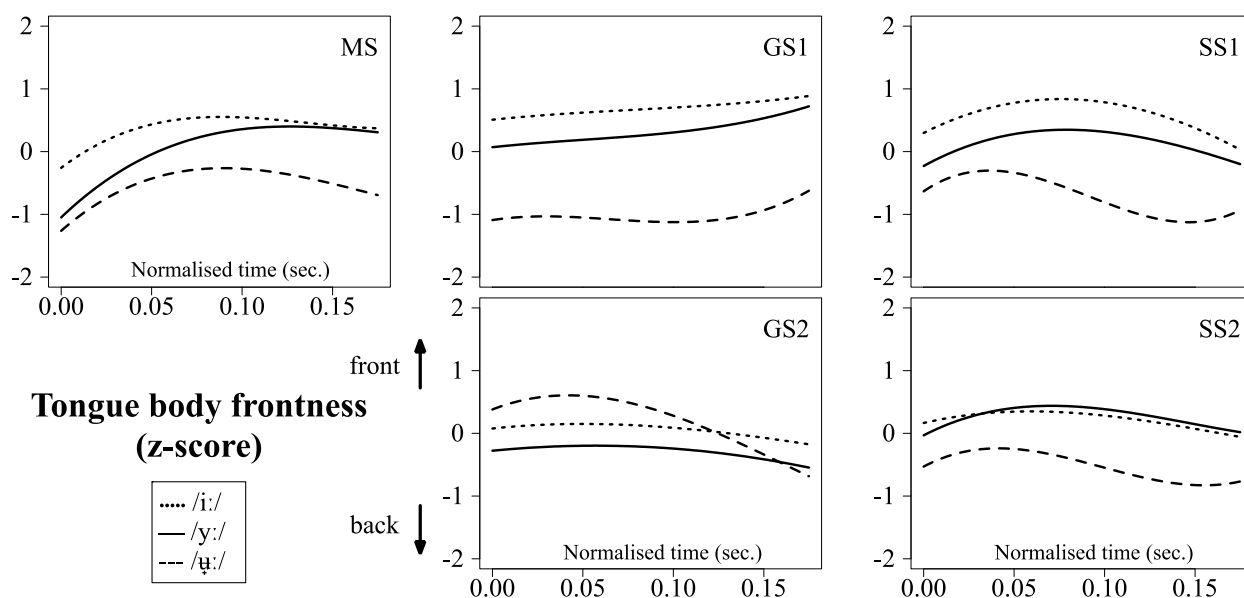 2
1
0
-1
-2
MS
Normalised time (sec.)
0.00 0.05 0.10 0.15
2
1
0
-1
-2
GS1
2
1
0
-1
-2
SS1
front
back
Tongue body frontness
(z-score)
/iː/
/yː/
/ʉ̟ː/
2
1
0
-1
-2
GS2
Normalised time (sec.)
0.00 0.05 0.10 0.15
2
1
0
-1
-2
SS2
Normalised time (sec.)
0.00 0.05 0.10 0.15